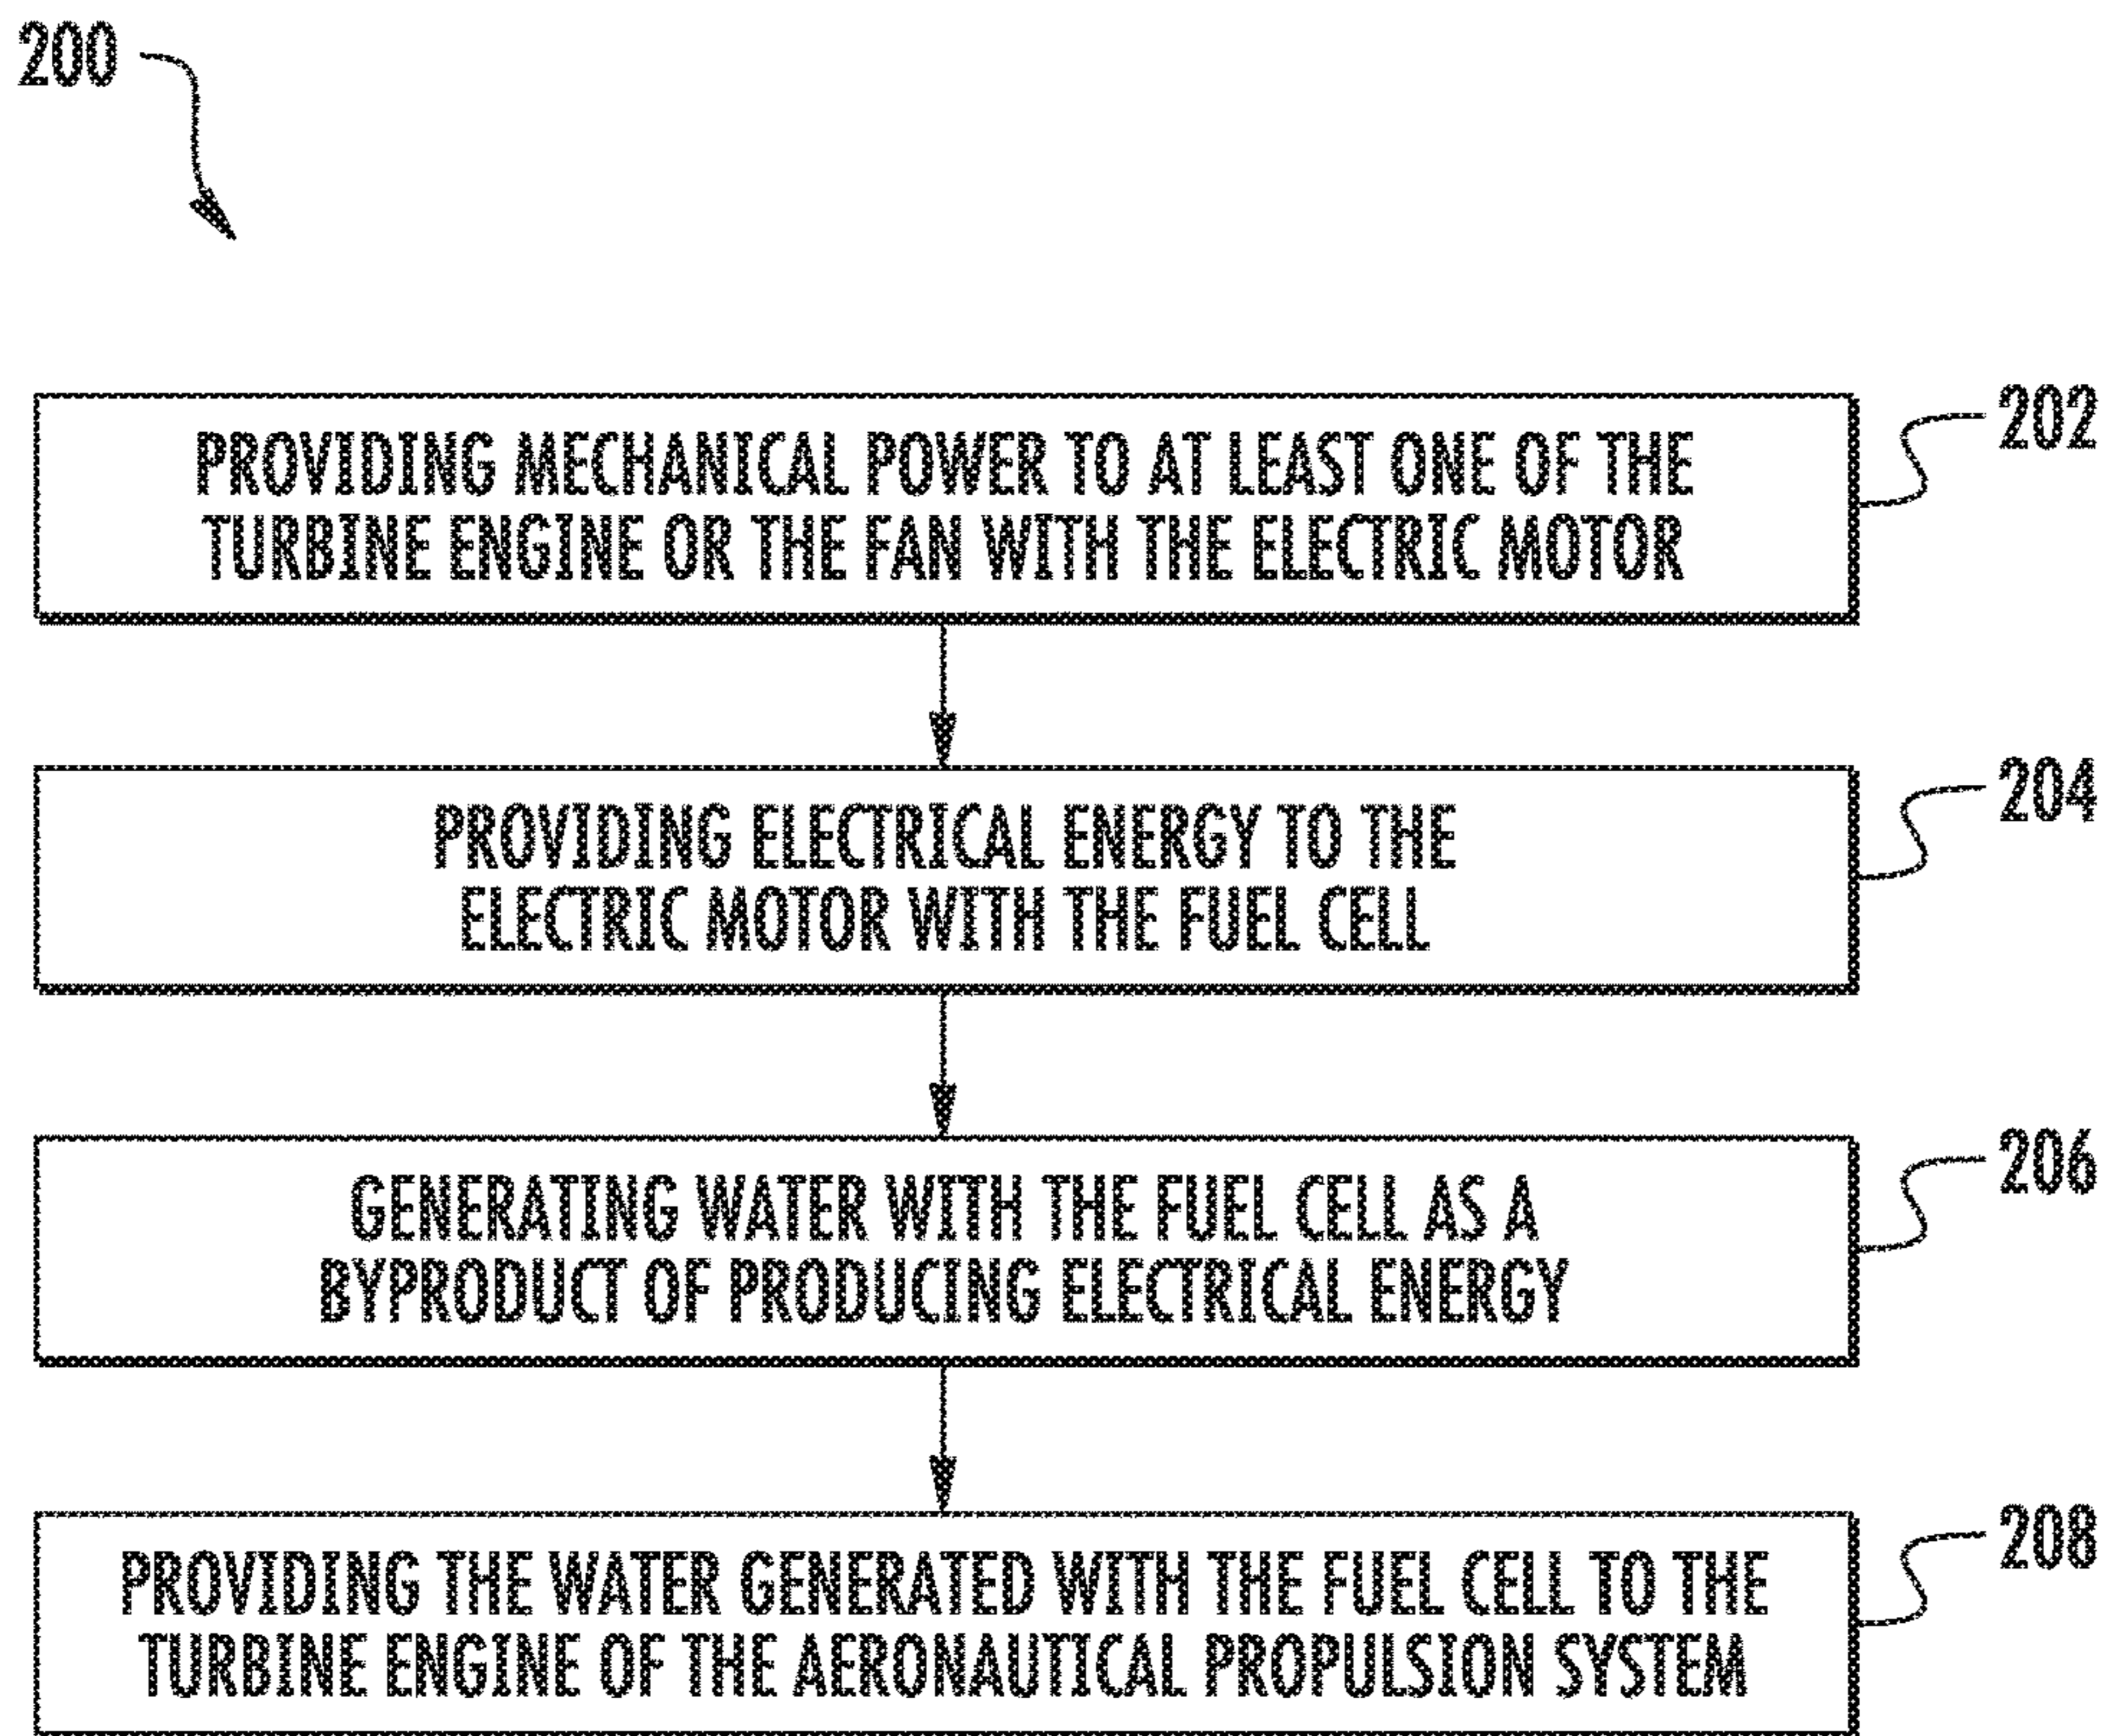 200
PROVIDING MECHANICAL POWER TO AT LEAST ONE OF THE
TURBINE ENGINE OR THE FAN WITH THE ELECTRIC MOTOR
202
PROVIDING ELECTRICAL ENERGY TO THE
ELECTRIC MOTOR WITH THE FUEL CELL
204
GENERATING WATER WITH THE FUEL CELL AS A
BYPRODUCT OF PRODUCING ELECTRICAL ENERGY
206
PROVIDING THE WATER GENERATED WITH THE FUEL CELL TO THE
TURBINE ENGINE OF THE AERONAUTICAL PROPULSION SYSTEM
208